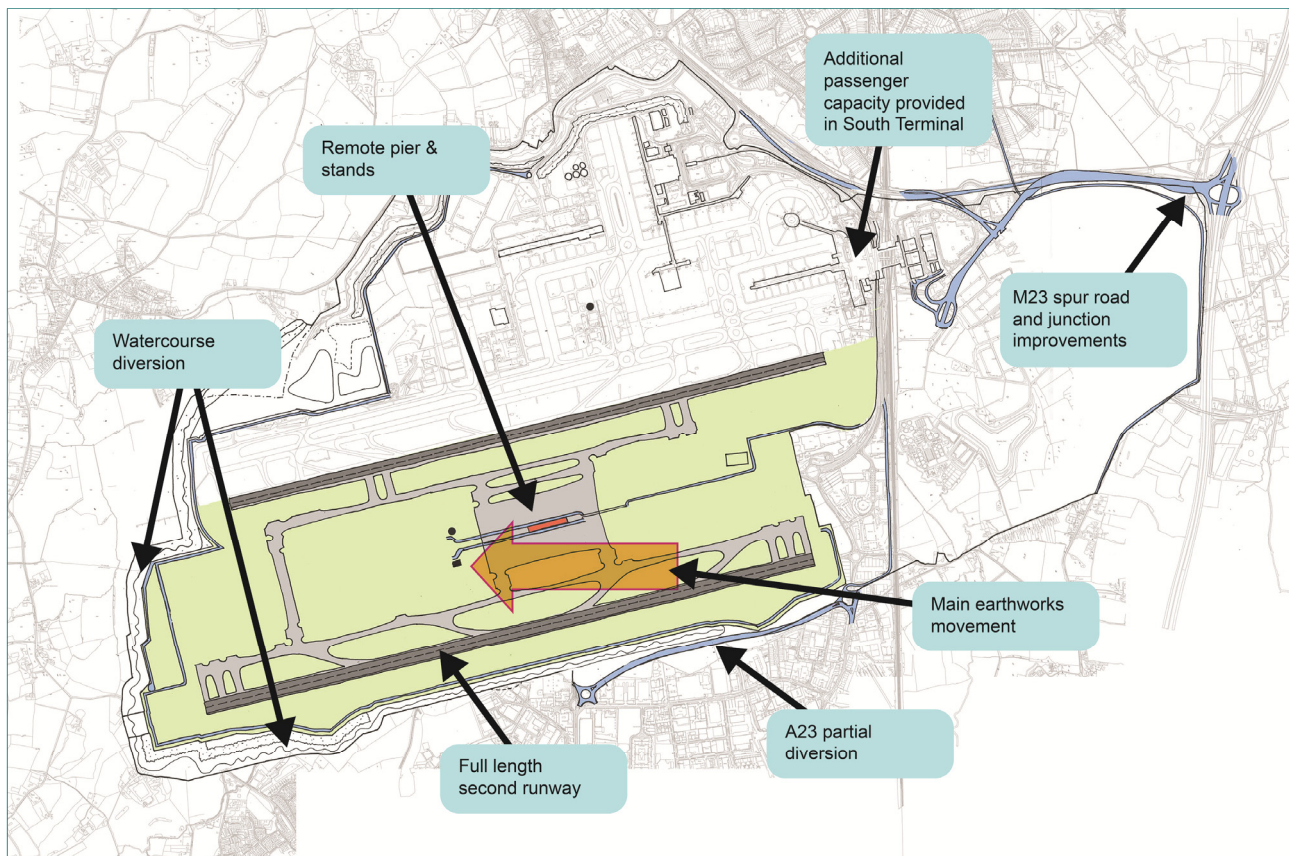 Additional
passenger
capacity provided
in South Terminal
Remote pier &
stands
M23 spur road
and junction
improvements
Watercourse
diversion
Main earthworks
movement
A23 partial
diversion
Full length
second runway